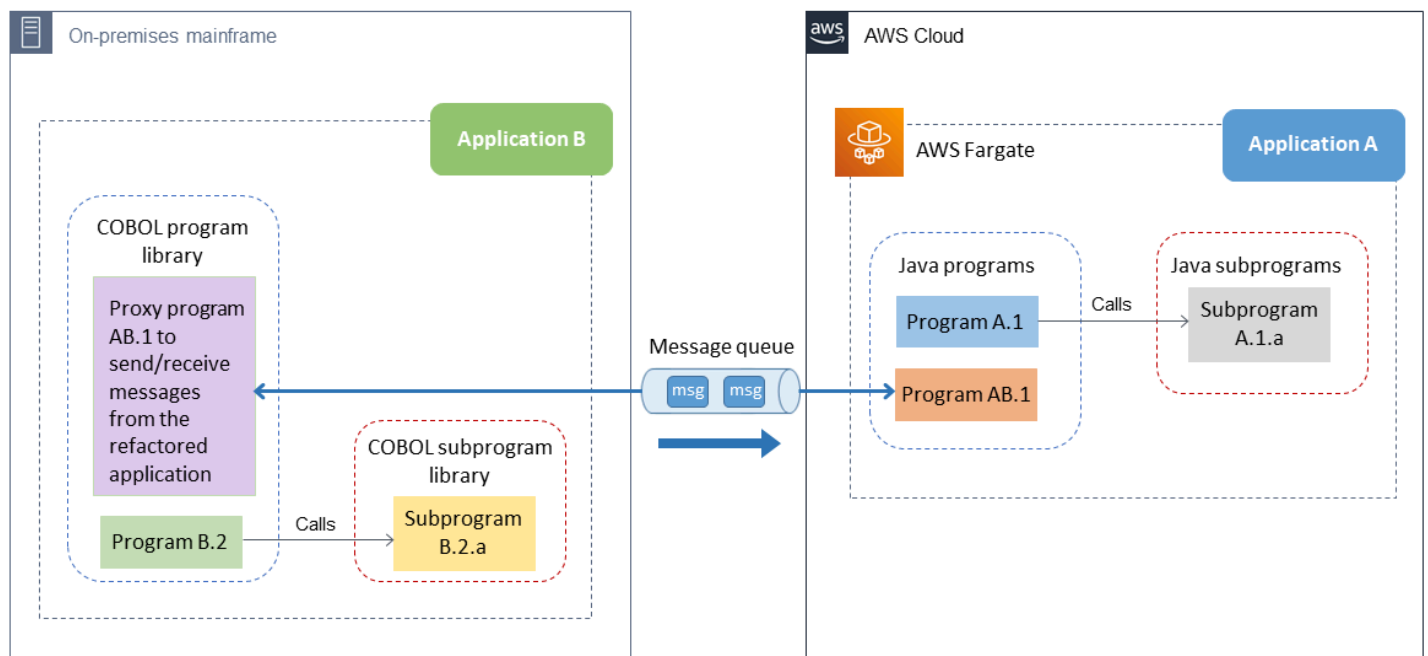 On-premises mainframe
Application B
COBOL program
library
Proxy program
AB.1 to
send/receive
messages
from the
refactored
application
Program B.2
Calls
COBOL subprogram
library
Subprogram
B.2.a
Message queue
msg
msg
aws
AWS Cloud
AWS Fargate
Application A
Java programs
Program A.1
Program AB.1
Calls
Java subprograms
Subprogram
A.1.a